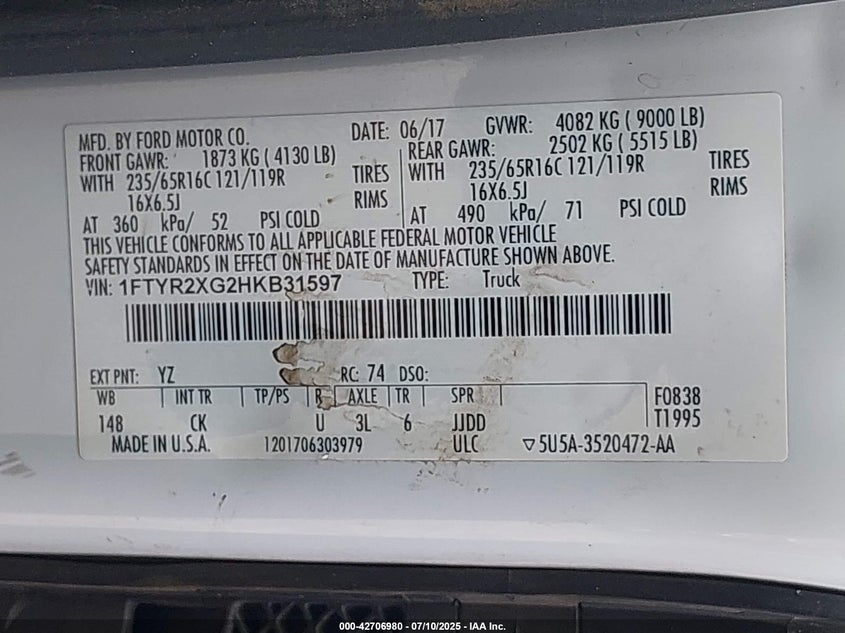 MFD. BY FORD MOTOR CO. DATE: 06/17 GVWR: 4082 KG ( 9000 LB)
FRONT GAWR: 1873 KG ( 4130 LB) REAR GAWR: 2502 KG ( 5515 LB)
WITH 235/65R16C 121/119R TIRES WITH 235/65R16C 121/119R TIRES
16X6.5J RIMS 16X6.5J RIMS
AT 360 kPa/ 52 PSI COLD AT 490 kPa/ 71 PSI COLD
THIS VEHICLE CONFORMS TO ALL APPLICABLE FEDERAL MOTOR VEHICLE
SAFETY STANDARDS IN EFFECT ON THE DATE OF MANUFACTURE SHOWN ABOVE.
VIN: 1FTYR2XG2HKB31597 TYPE: Truck
EXT PNT: YZ RC: 74 DSO:
WB INT TR TP/PS R AXLE TR SPR F0838
148 CK U 3L 6 JJDD T1995
MADE IN U.S.A. 1201706303979 ULC ▽5U5A-3520472-AA
000-42706980 - 07/10/2025 - IAA Inc.